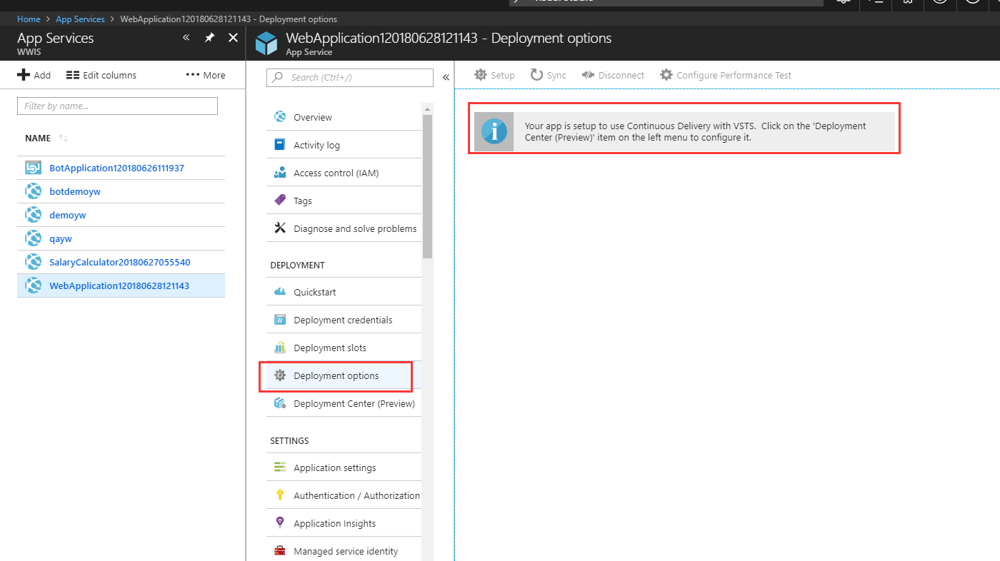 Home > App Services > WebApplication120180628121143 - Deployment options
App Services
WWIS
Add
Edit columns
More
Filter by name...
NAME
BotApplication120180626111937
botdemoyw
demoyw
qayw
SalaryCalculator20180627055540
WebApplication120180628121143
WebApplication120180628121143 - Deployment options
App Service
Search (Ctrl+/)
Overview
Activity log
Access control (IAM)
Tags
Diagnose and solve problems
DEPLOYMENT
Quickstart
Deployment credentials
Deployment slots
Deployment options
Deployment Center (Preview)
SETTINGS
Application settings
Authentication / Authorization
Application Insights
Managed service identity
Setup
Sync
Disconnect
Configure Performance Test
Your app is setup to use Continuous Delivery with VSTS.  Click on the 'Deployment
Center (Preview)' item on the left menu to configure it.